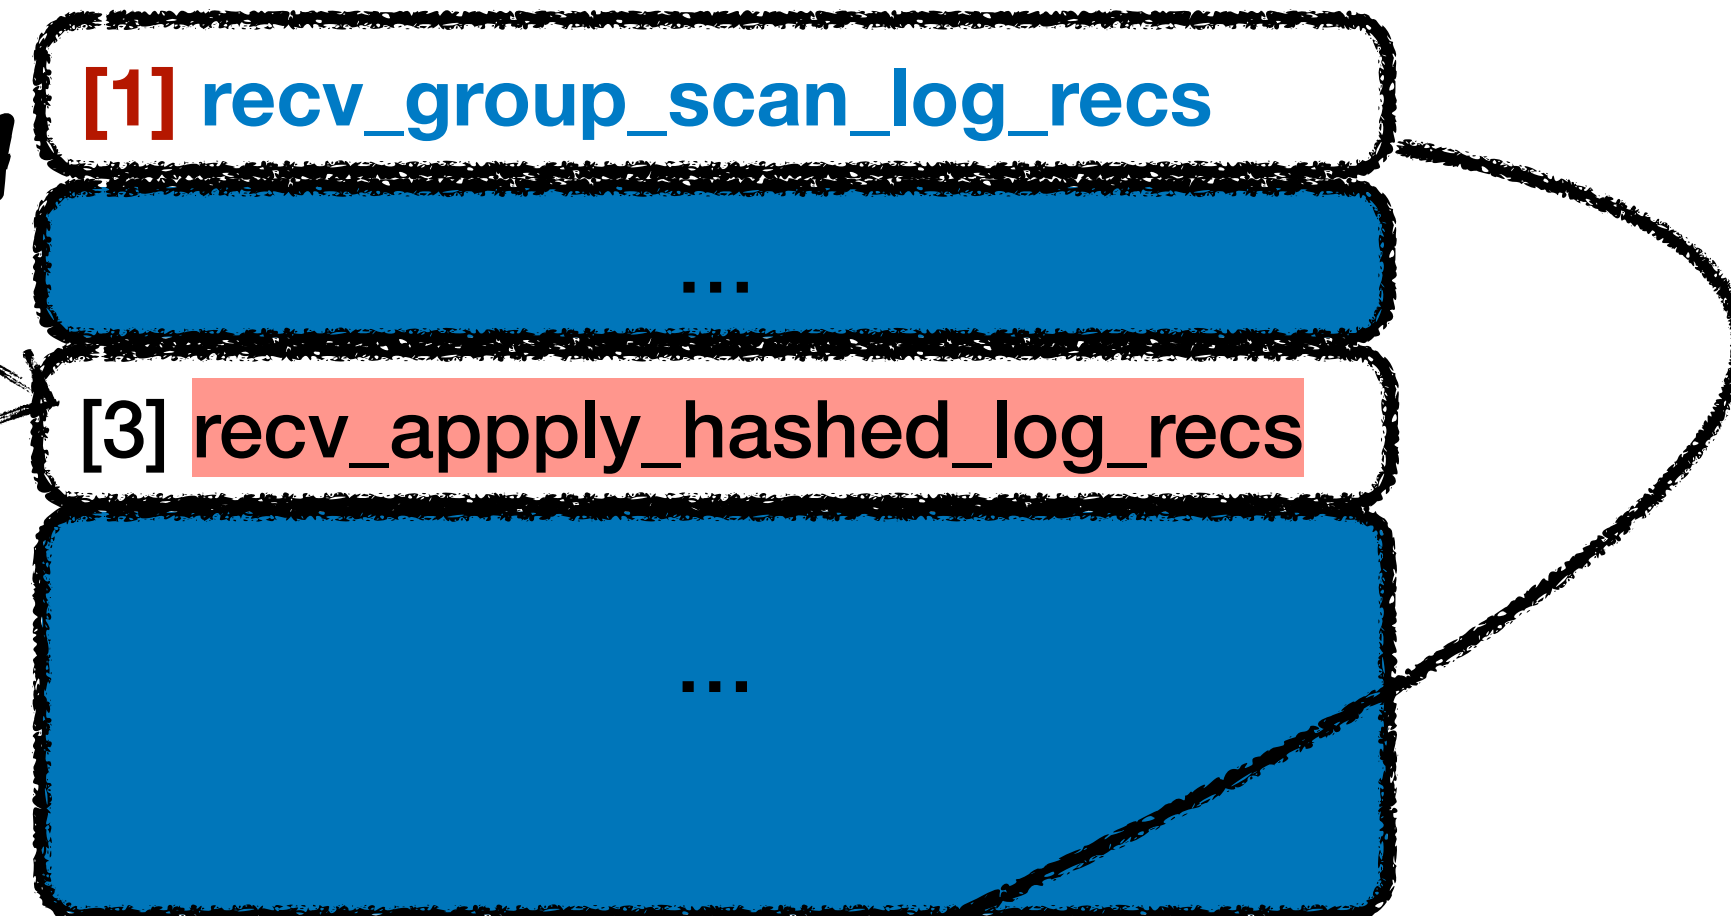 [1] recv_group_scan_log_recs
...
[3] recv_appply_hashed_log_recs
...